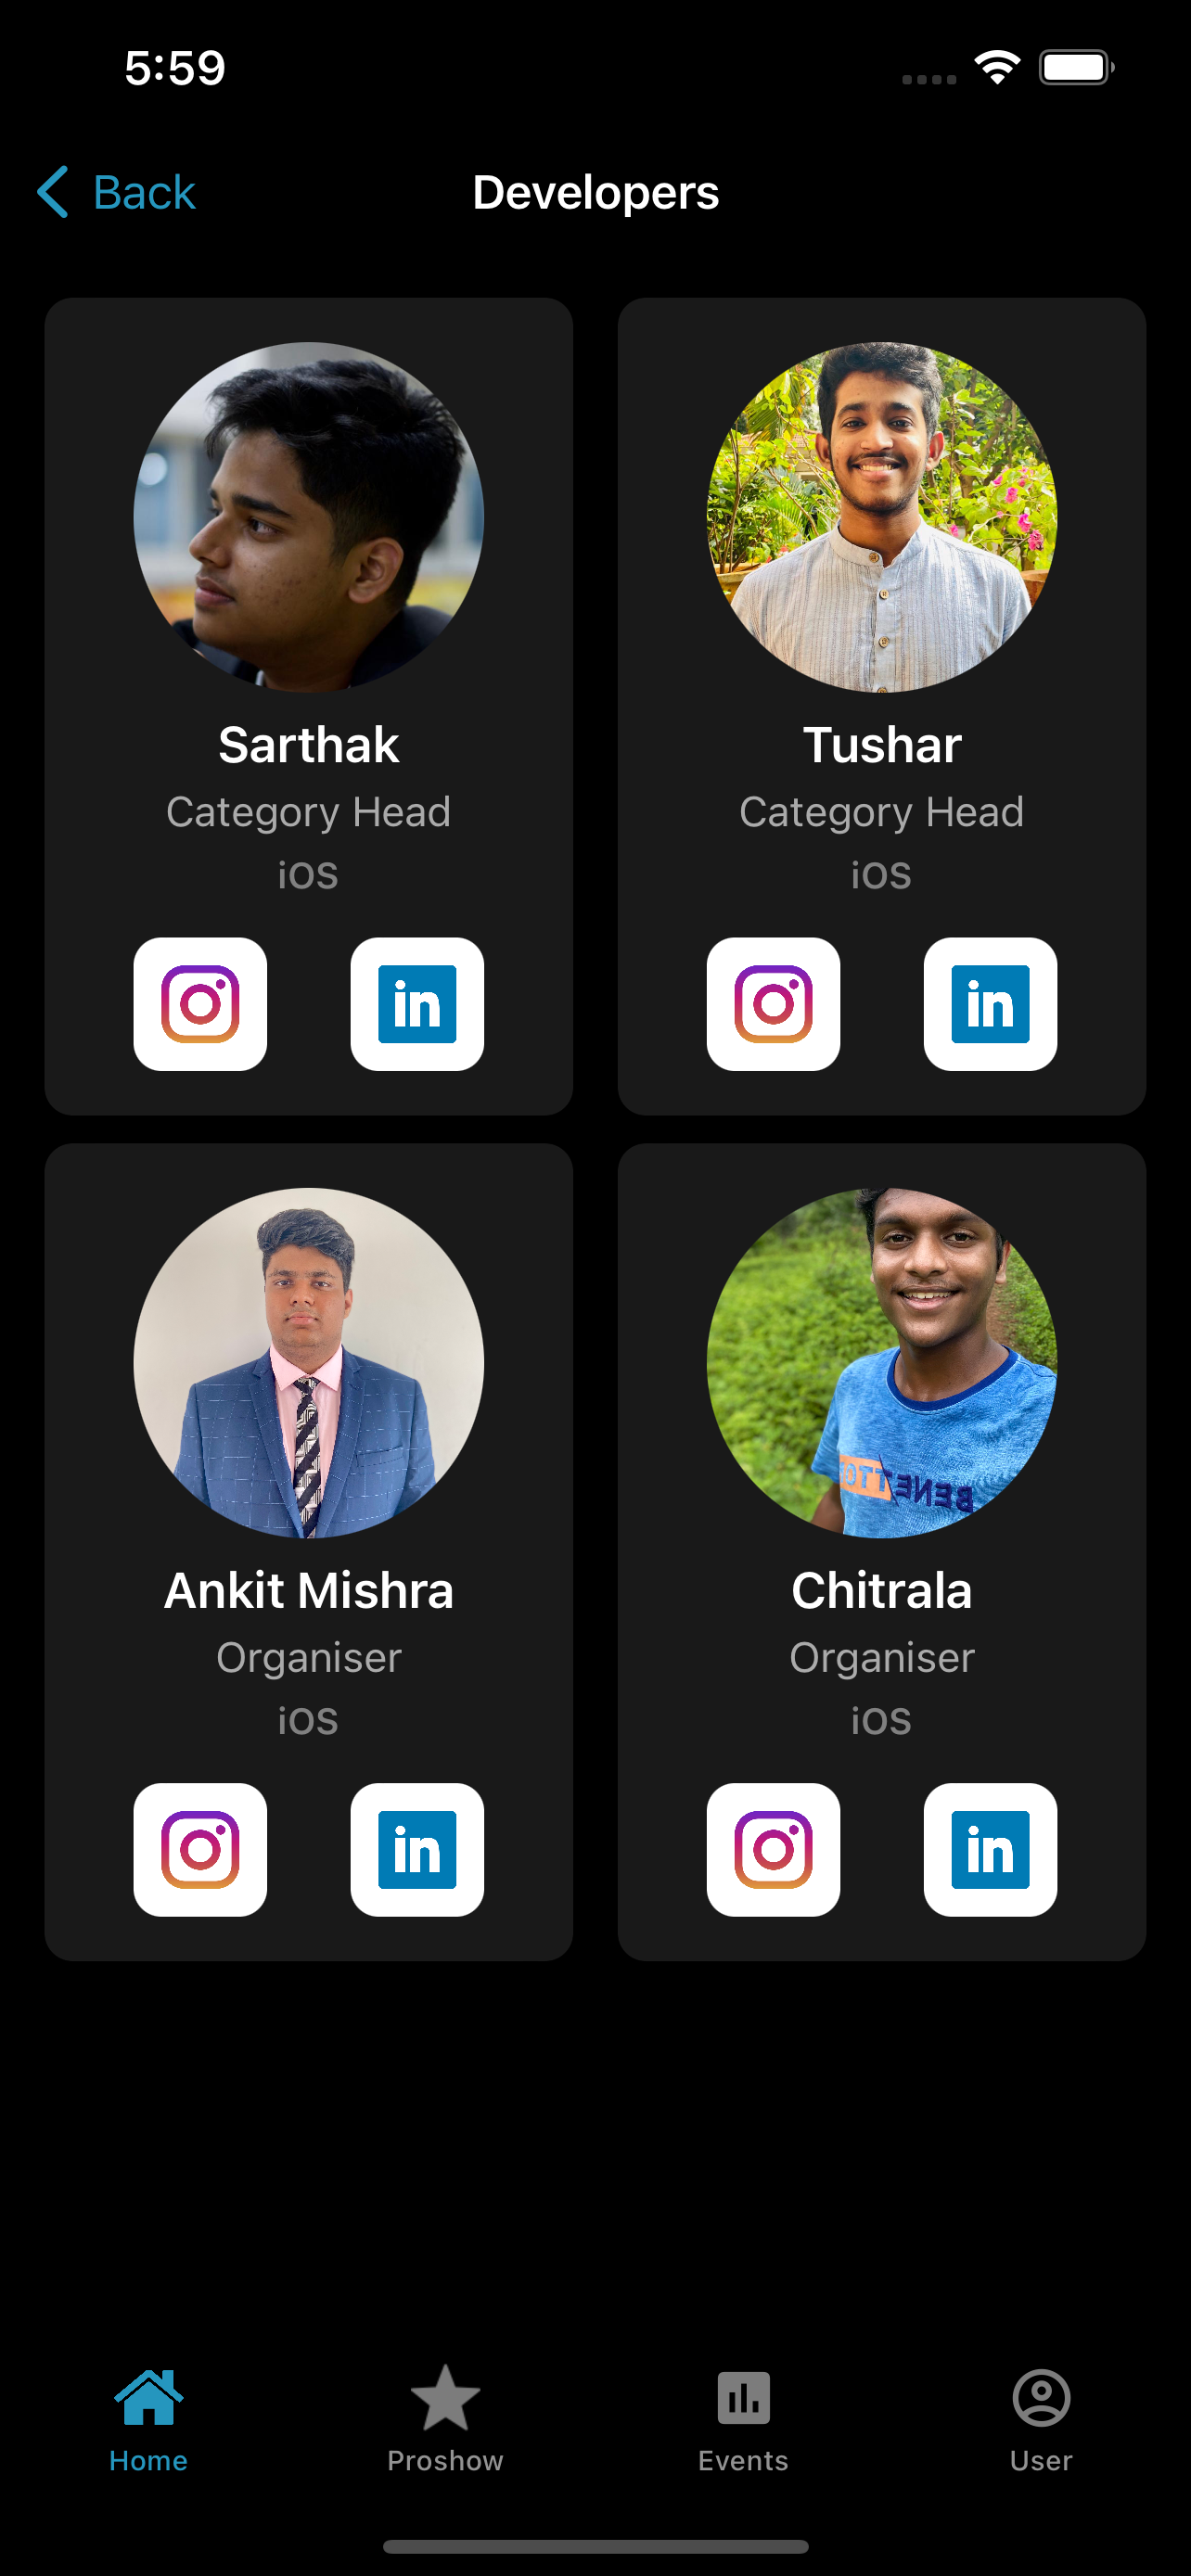 5:59
Back
Developers
Sarthak
Category Head
iOS
in
Tushar
Category Head
iOS
in
BENETTO
Ankit Mishra
Organiser
iOS
in
Chitrala
Organiser
iOS
in
Home
Proshow
Events
User